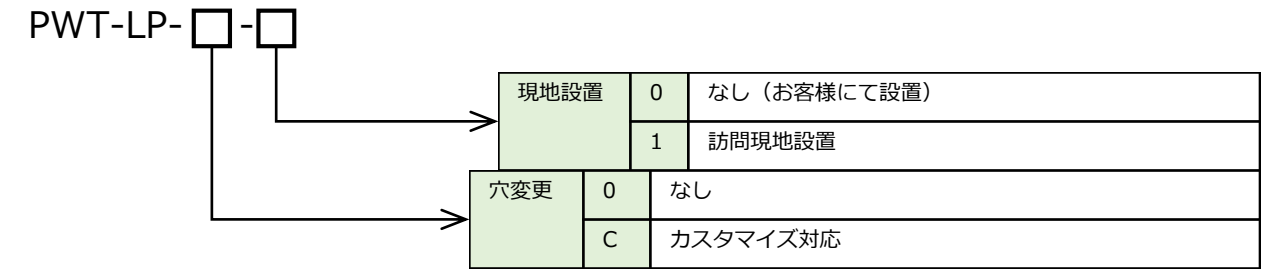 PWT-LP-□-□
現地設置 0 なし（お客様にて設置）
1 訪問現地設置
穴変更 0 なし
C カスタマイズ対応